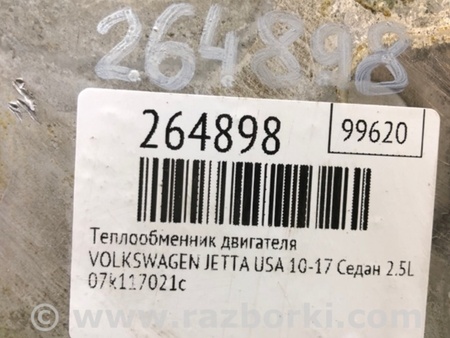 264898
264898
99620
Теплообменник двигателя
VOLKSWAGEN JETTA USA 10-17 Седан 2.5L
07k117021c
www.razborki.com